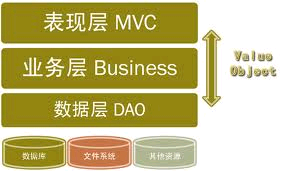 表现层 MVC
业务层 Business
数据层 DAO
Value
Object
数据库
文件系统
其他资源